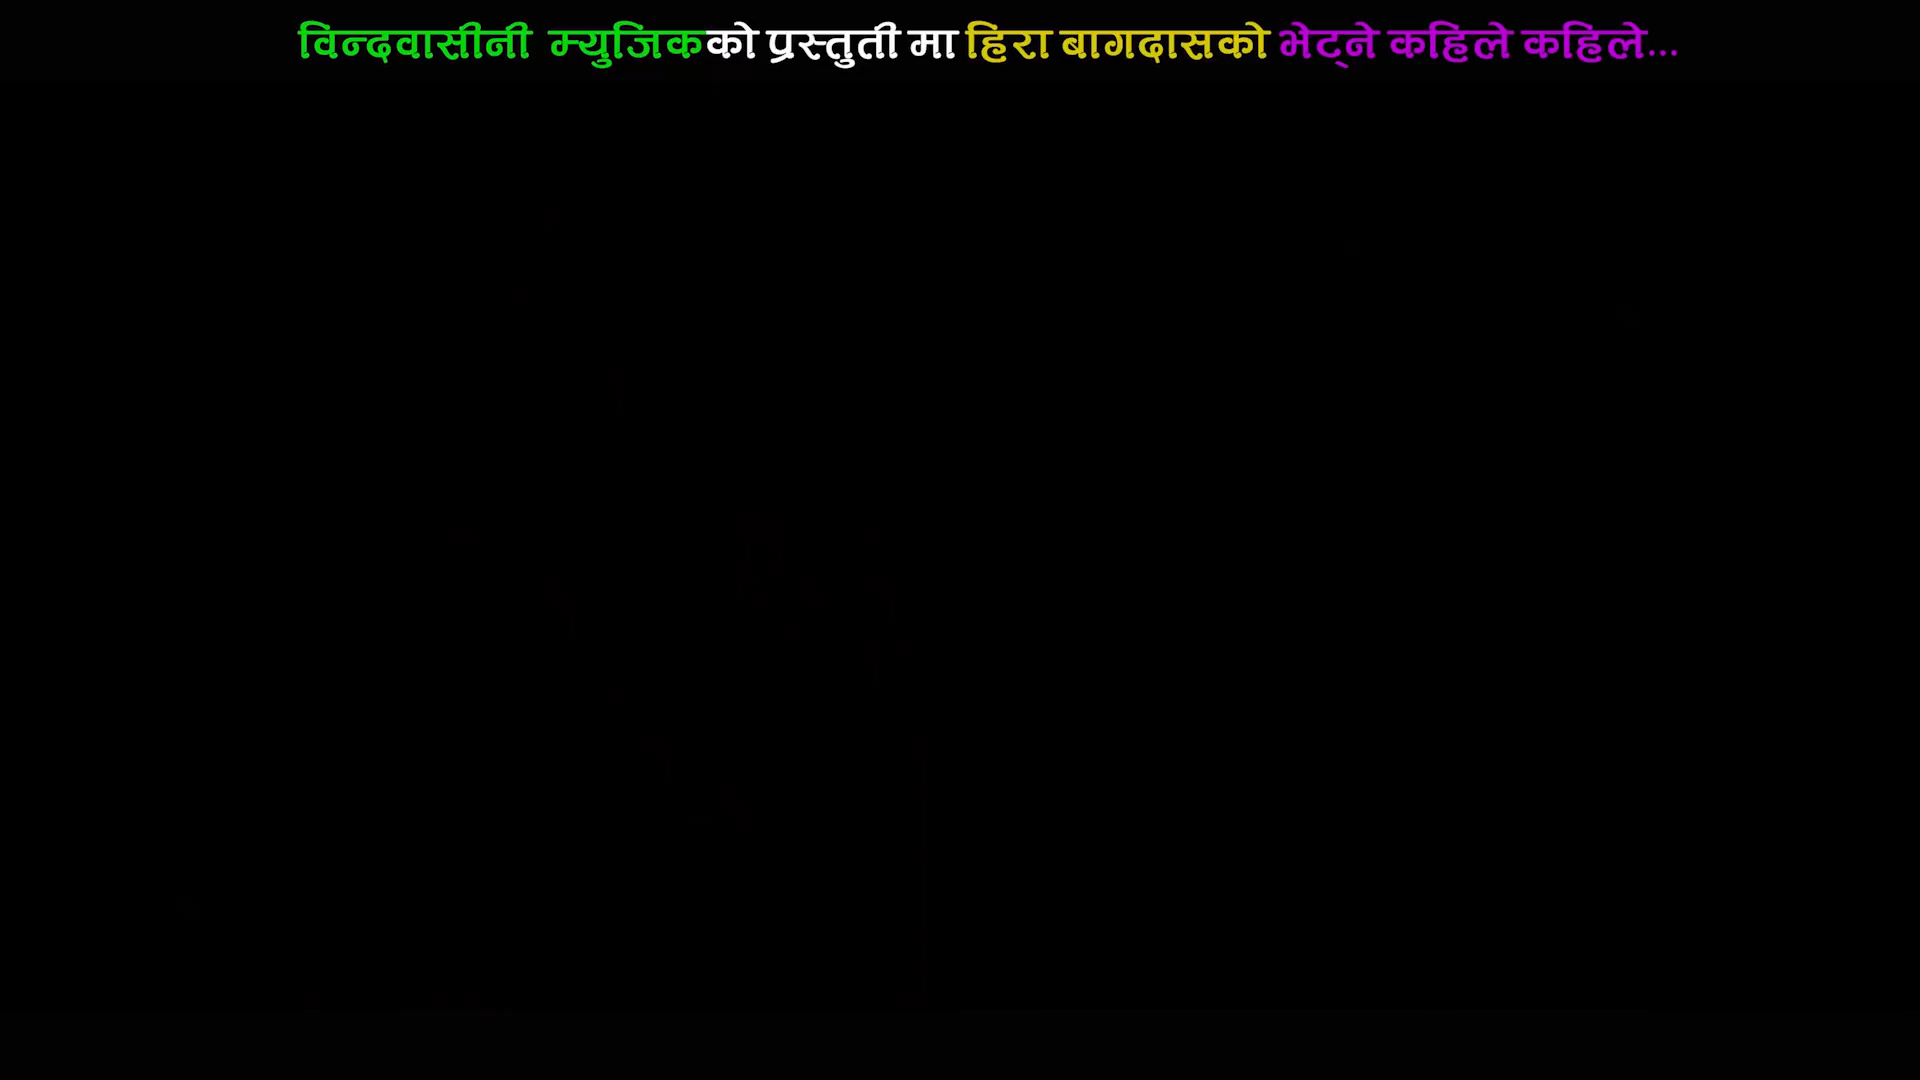 विन्दवासीनी म्युजिकको प्रस्तुती मा हिरा बागदासको भेट्ने कहिले कहिले...